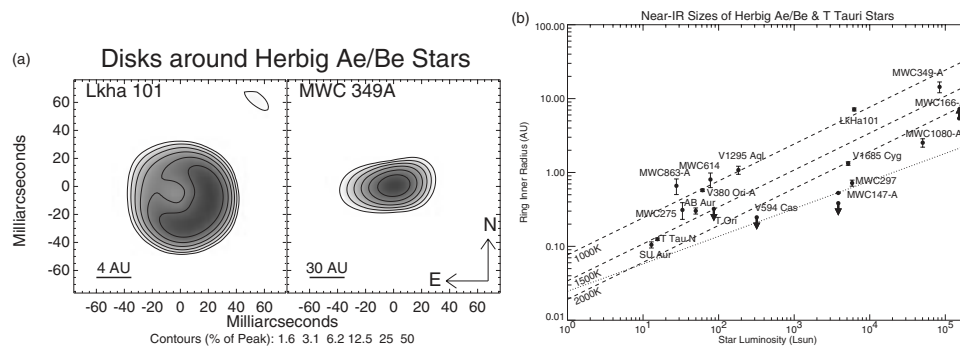 (a)
Disks around Herbig Ae/Be Stars
Lkha 101
MWC 349A
Milliarcseconds
60
40
20
0
-20
-40
-60
4 AU
30 AU
N
E
-60 -40 -20 0 20 40 60
-60 -40 -20 0 20 40 60
Milliarcseconds
Contours (% of Peak): 1.6 3.1 6.2 12.5 25 50
(b)
Near-IR Sizes of Herbig Ae/Be & T Tauri Stars
Ring Inner Radius (AU)
100.00
10.00
1.00
0.10
0.01
MWC349-A
MWC166-
LkHa101
MWC1080-A
V1295 Aql
MWC614
MWC863-A
V1685 Cyg
V380 Ori-A
MWC297
MWC147-A
AB Aur
MWC275
V594 Cas
T Ori
T Tau N
SU Aur
1000K
1500K
2000K
10^0 10^1 10^2 10^3 10^4 10^5
Star Luminosity (Lsun)